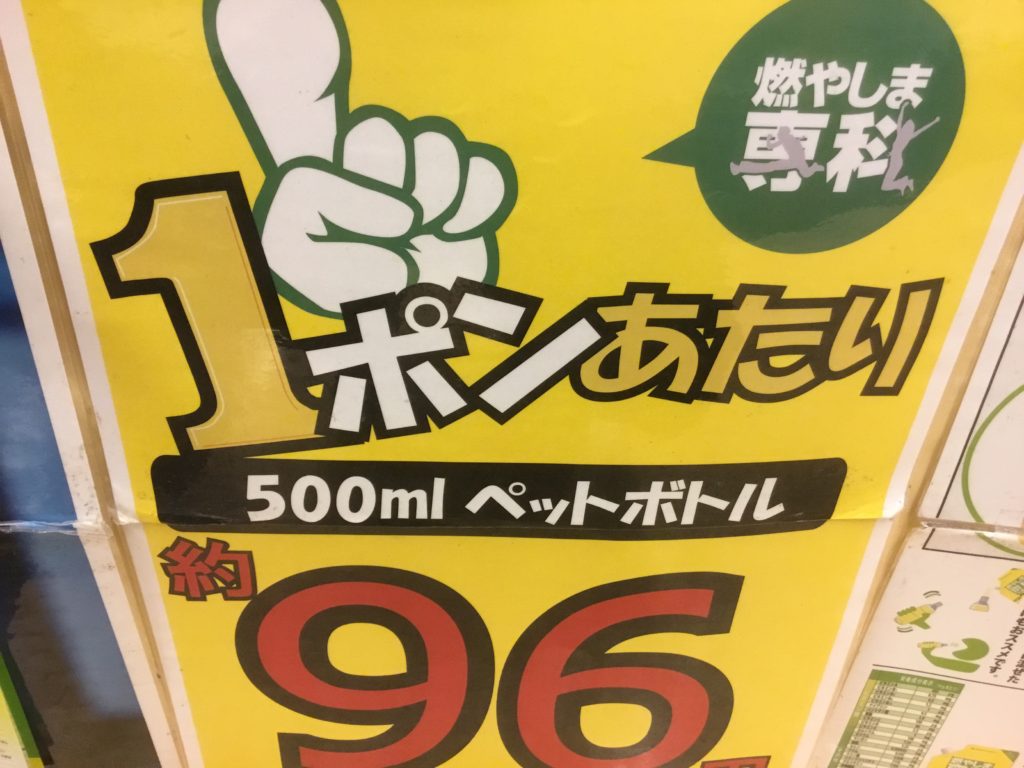 燃やしま
専科
1ポンあたり
500ml ペットボトル
約
96